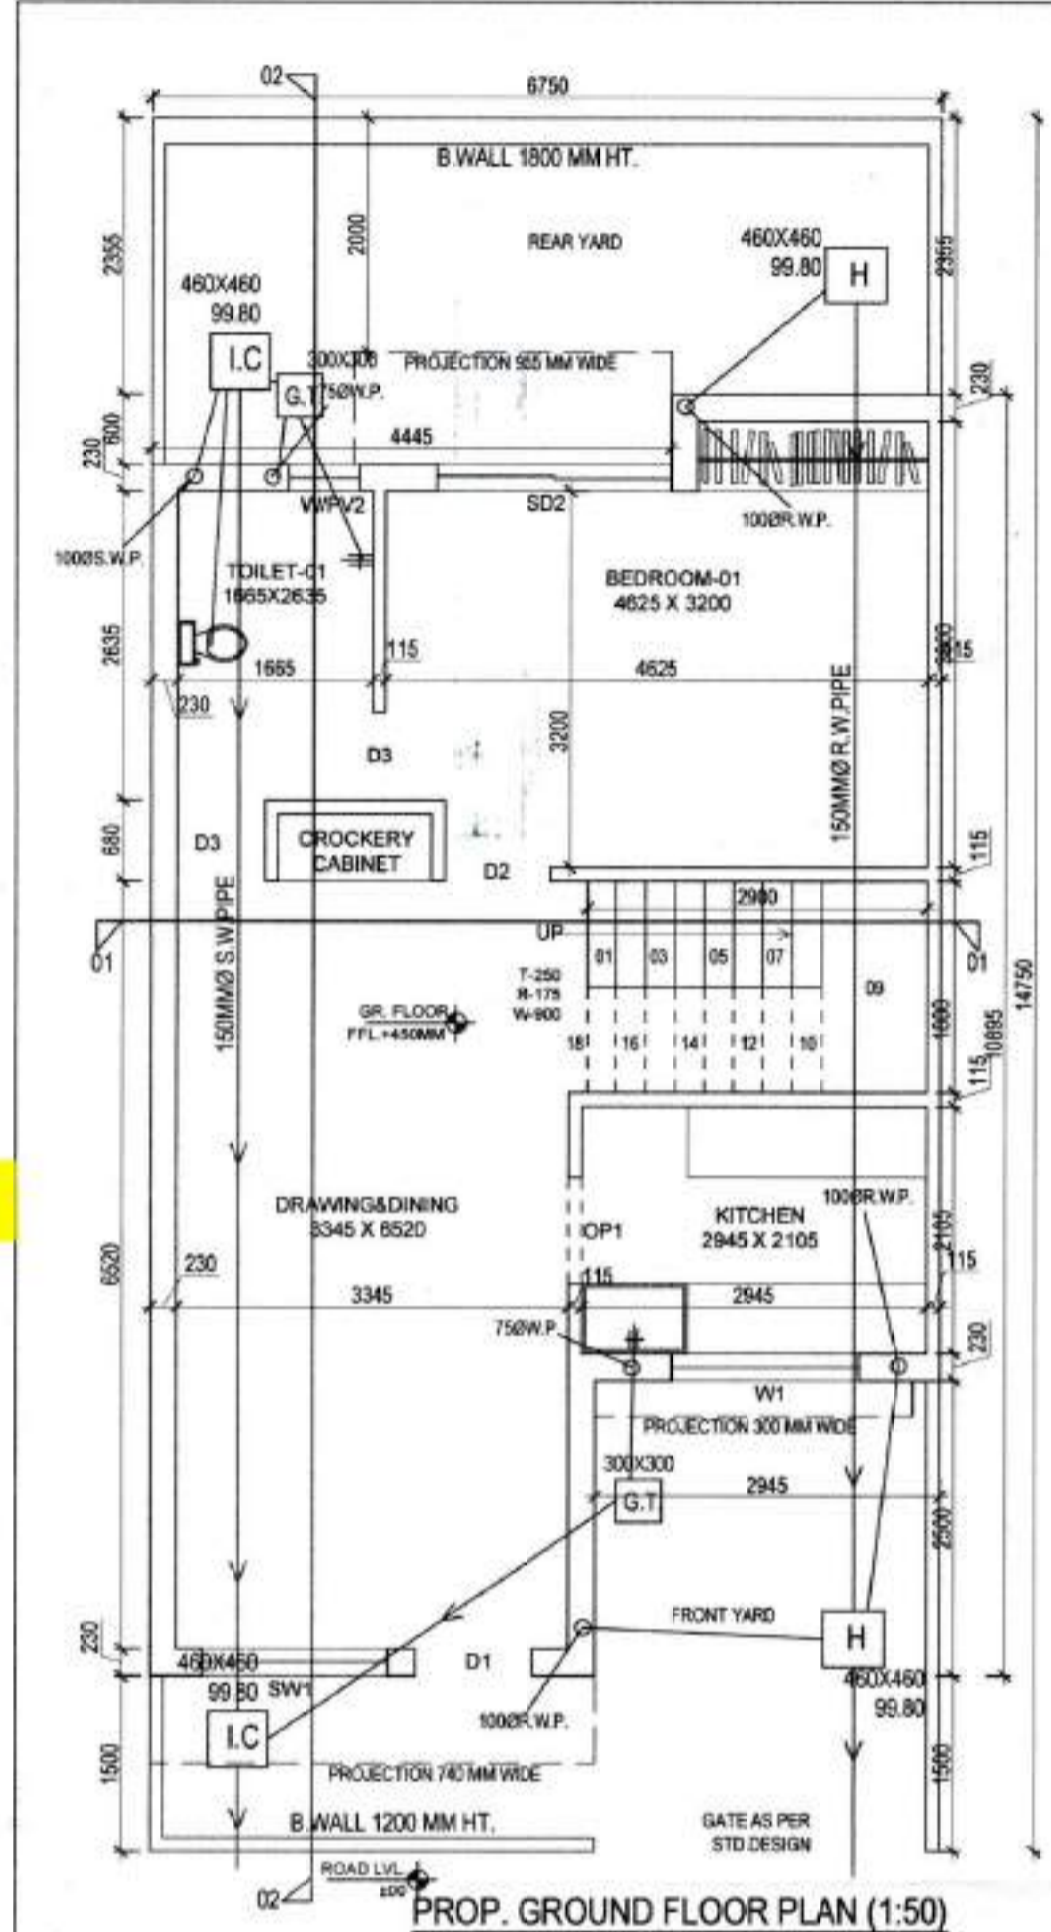 02
6750
B.WALL 1800 MM HT.
2355
2000
REAR YARD
460X460
99.80
H
2355
460X460
99.80
I.C
300X300
PROJECTION 955 MM WIDE
G.T
75ØW.P.
230
600
4445
230
VWPV2
SD2
100ØR.W.P.
100ØS.W.P.
TOILET-01
1665X2635
BEDROOM-01
4625 X 3200
2635
115
1665
4625
230
150MMØ R.W.PIPE
3200
D3
680
D3
CROCKERY
CABINET
D2
115
2900
150MMØ S.W.PIPE
01
UP
01
03
05
07
01
T-250
R-175
W-900
09
GR. FLOOR
FFL.+450MM
18
16
14
12
10
14750
10895
115
DRAWING&DINING
3345 X 6520
100ØR.W.P.
KITCHEN
2945 X 2105
OP1
2105
115
6520
230
115
3345
2945
75ØW.P
230
W1
PROJECTION 300 MM WIDE
300X300
2945
G.T
2500
FRONT YARD
H
230
D1
460X460
99.80
SW1
460X460
99.80
I.C
100ØR.W.P.
1500
PROJECTION 740 MM WIDE
1500
B.WALL 1200 MM HT.
GATE AS PER
STD.DESIGN
ROAD LVL.
02
PROP. GROUND FLOOR PLAN (1:50)